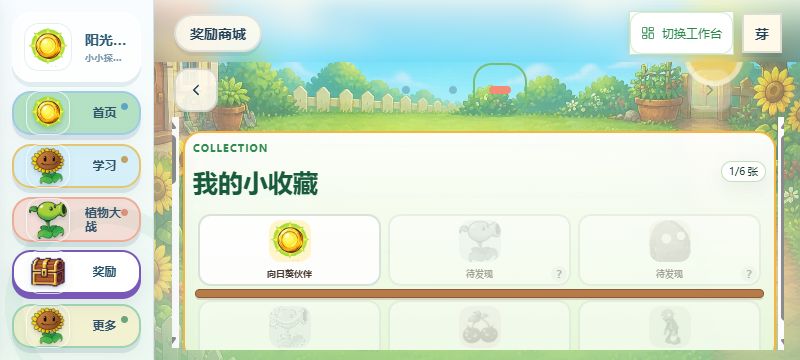 阳光...
小小探...
首页
学习
植物大
战
奖励
更多
奖励商城
切换工作台
芽
COLLECTION
我的小收藏
1/6 张
向日葵伙伴
待发现
?
待发现
?